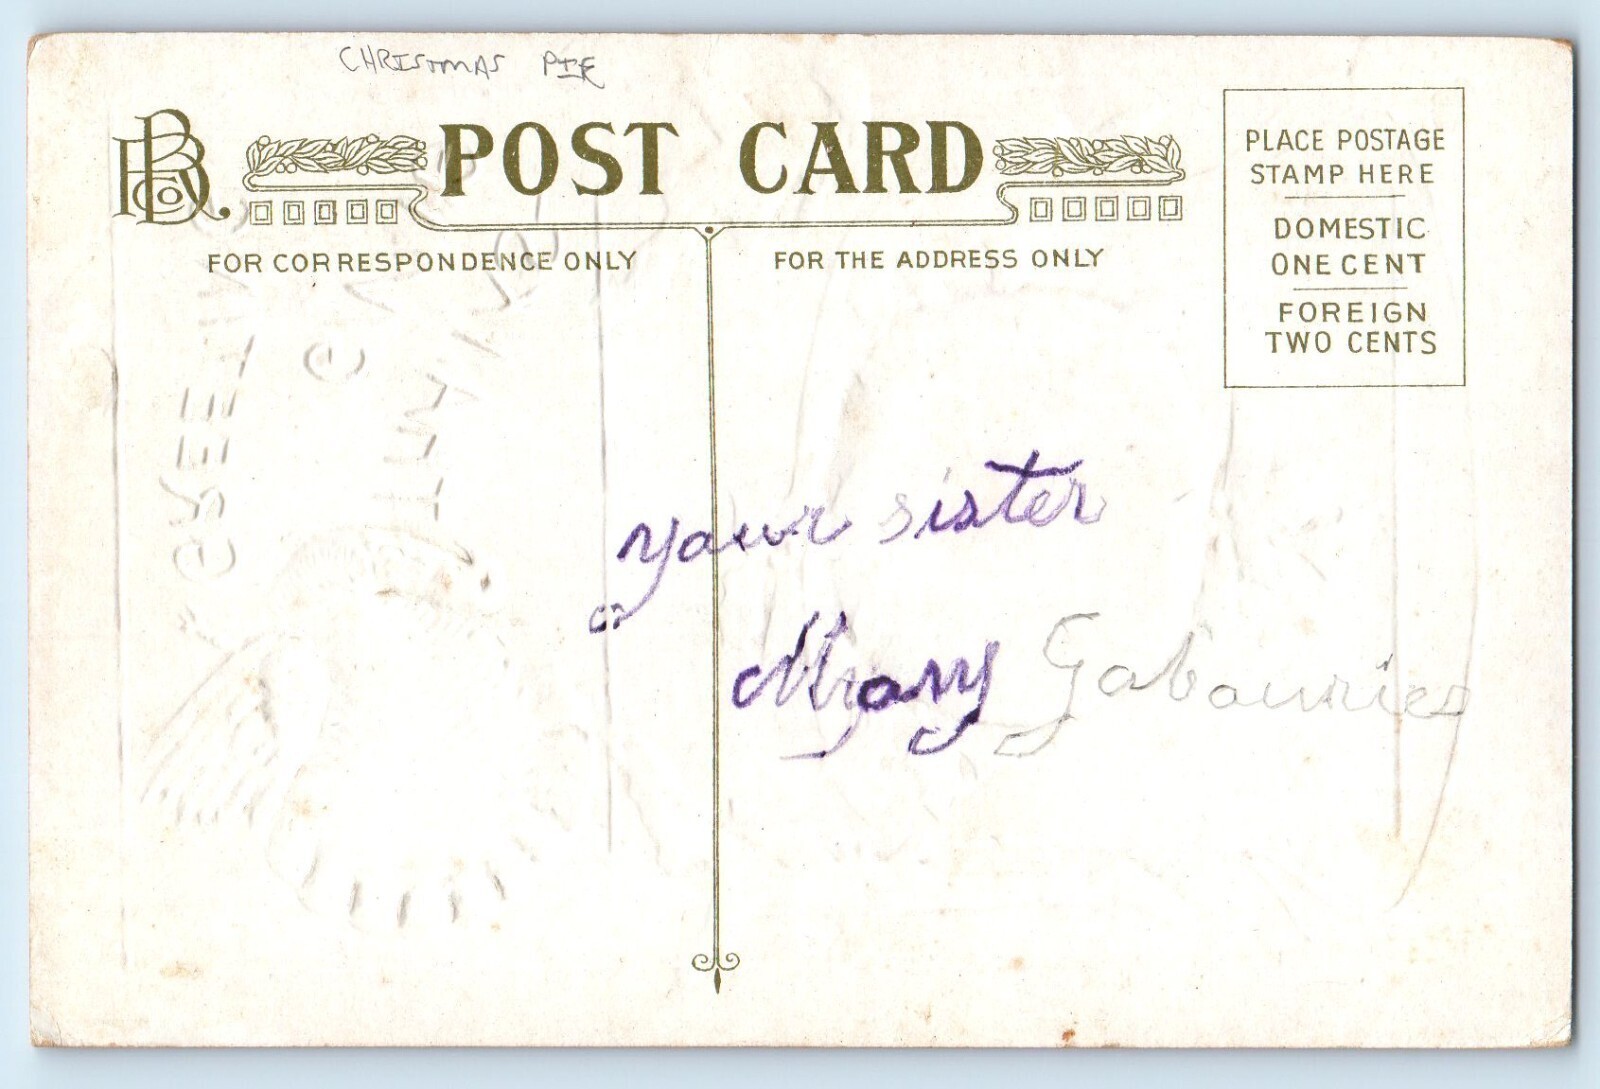 CHRISTMAS PIE
POST CARD
FOR CORRESPONDENCE ONLY
FOR THE ADDRESS ONLY
PLACE POSTAGE
STAMP HERE
DOMESTIC
ONE CENT
FOREIGN
TWO CENTS
your sister
Mary Gabouries